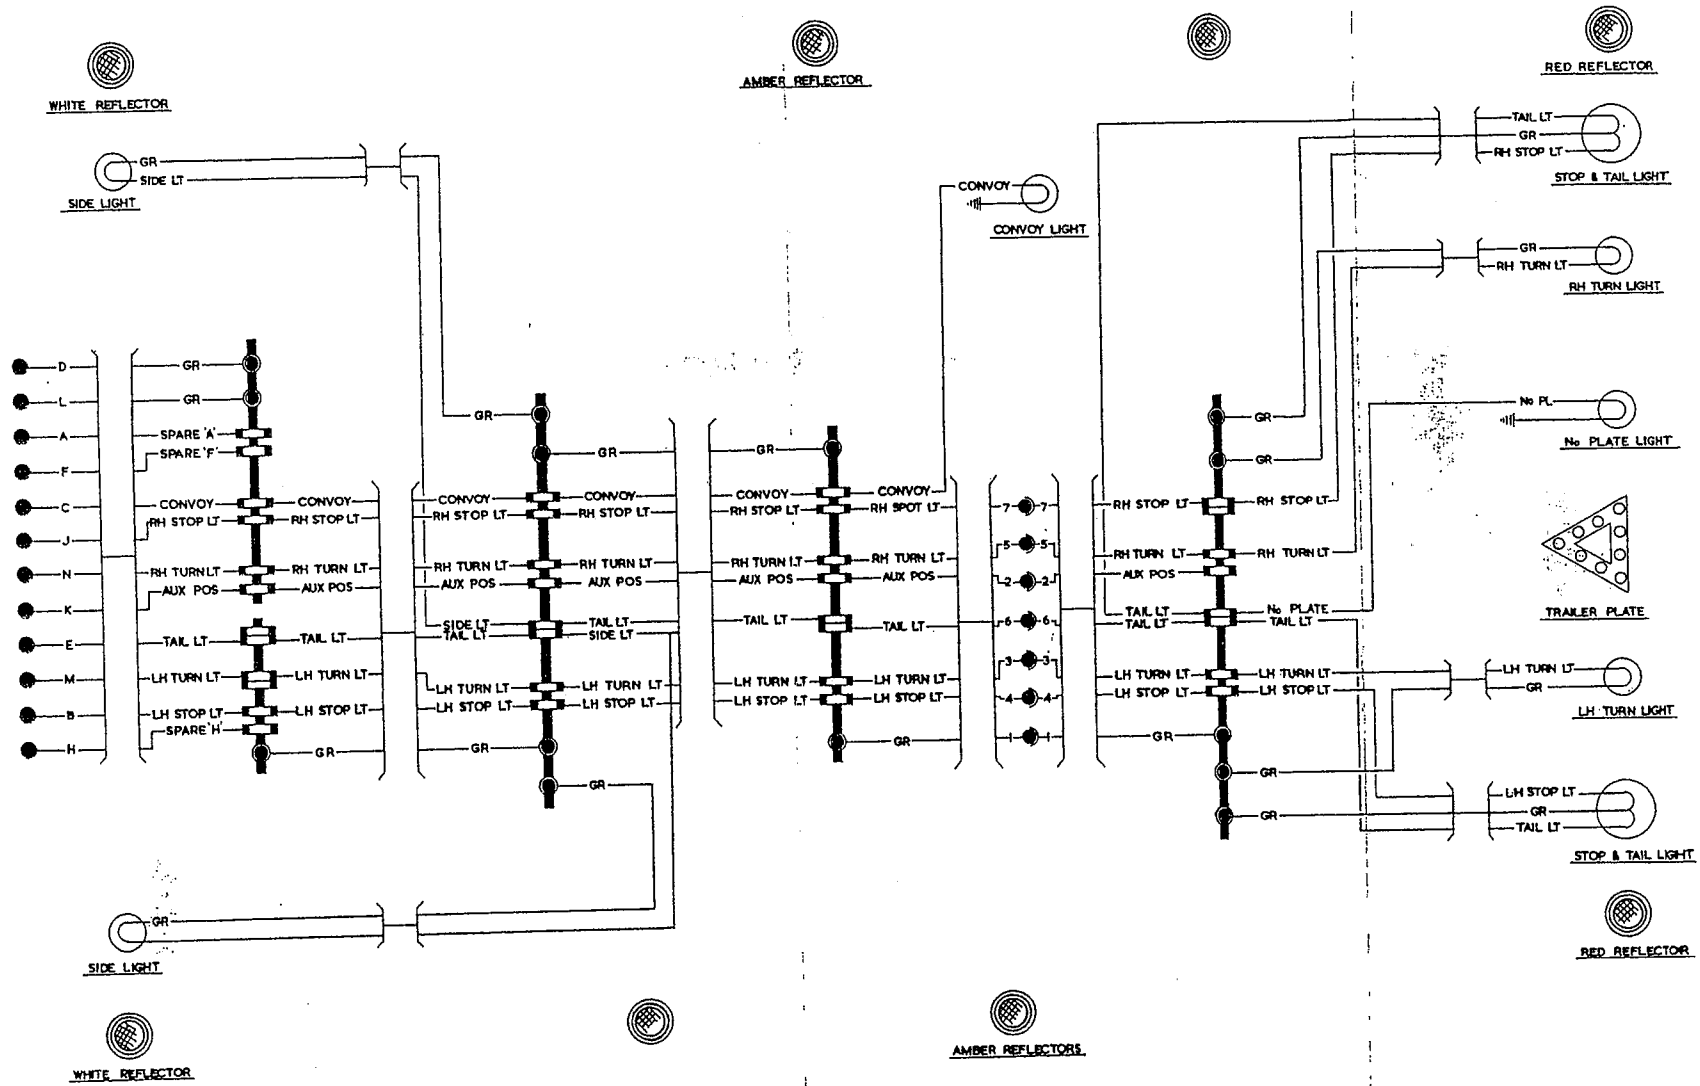 WHITE REFLECTOR
AMBER REFLECTOR
RED REFLECTOR
GR
SIDE LT
SIDE LIGHT
CONVOY
CONVOY LIGHT
TAIL LT
GR
RH STOP LT
STOP & TAIL LIGHT
GR
RH TURN LT
RH TURN LIGHT
No PL
No PLATE LIGHT
TRAILER PLATE
LH TURN LT
GR
LH TURN LIGHT
LH STOP LT
GR
TAIL LT
STOP & TAIL LIGHT
RED REFLECTOR
D
L
A
F
C
J
N
K
E
M
B
H
GR
GR
SPARE 'A'
SPARE 'F'
CONVOY
RH STOP LT
RH TURN LT
AUX POS
TAIL LT
LH TURN LT
LH STOP LT
SPARE 'H'
CONVOY
RH STOP LT
RH TURN LT
AUX POS
TAIL LT
LH TURN LT
LH STOP LT
GR
GR
CONVOY
RH STOP LT
RH TURN LT
AUX POS
SIDE LT
TAIL LT
LH TURN LT
LH STOP LT
GR
GR
CONVOY
RH STOP LT
RH TURN LT
AUX POS
TAIL LT
SIDE LT
LH TURN LT
LH STOP LT
GR
GR
CONVOY
RH STOP LT
RH TURN LT
AUX POS
TAIL LT
LH TURN LT
LH STOP LT
CONVOY
RH SPOT LT
RH TURN LT
AUX POS
TAIL LT
LH TURN LT
LH STOP LT
GR
7 7
5 5
2 2
6 6
3 3
4 4
1 1
RH STOP LT
RH TURN LT
AUX POS
TAIL LT
TAIL LT
LH TURN LT
LH STOP LT
GR
GR
GR
RH STOP LT
RH TURN LT
No PLATE
TAIL LT
LH TURN LT
LH STOP LT
GR
GR
GR
SIDE LIGHT
WHITE REFLECTOR
AMBER REFLECTORS